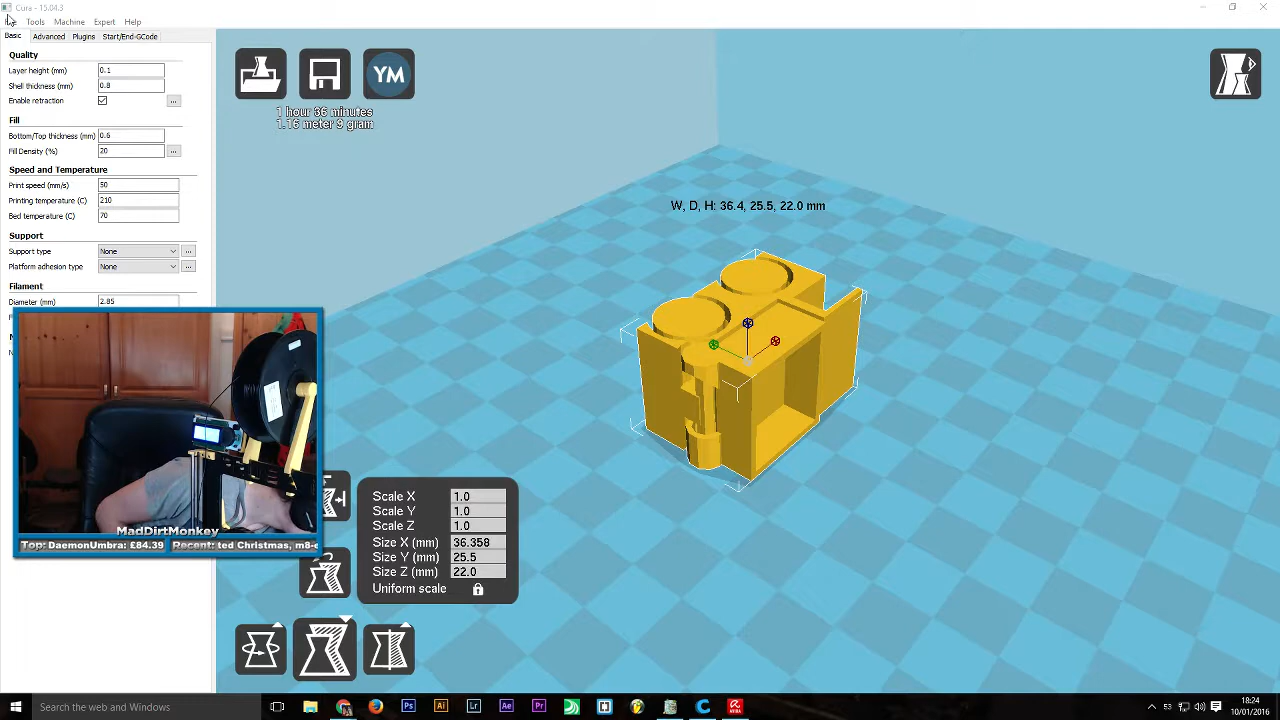 Cura - 15.04.3
Tools Machine Expert Help
Basic Advanced Plugins Start/End-GCode
Quality
Layer height (mm) 0.1
Shell thickness (mm) 0.8
Enable retraction ...
Fill
Bottom/Top thickness (mm) 0.6
Fill Density (%) 20 ...
Speed and Temperature
Print speed (mm/s) 50
Printing temperature (C) 210
Bed temperature (C) 70
Support
Support type None ...
Platform adhesion type None ...
Filament
Diameter (mm) 2.85
YM
1 hour 36 minutes
1.16 meter 9 gram
W, D, H: 36.4, 25.5, 22.0 mm
MadDirtMonkey
Top: DaemonUmbra: £84.39 Recent: ted Christmas, m8-
Scale X 1.0
Scale Y 1.0
Scale Z 1.0
Size X (mm) 36.358
Size Y (mm) 25.5
Size Z (mm) 22.0
Uniform scale
Search the web and Windows
Ps Ai Lr Ae Pr
18:24
10/01/2016